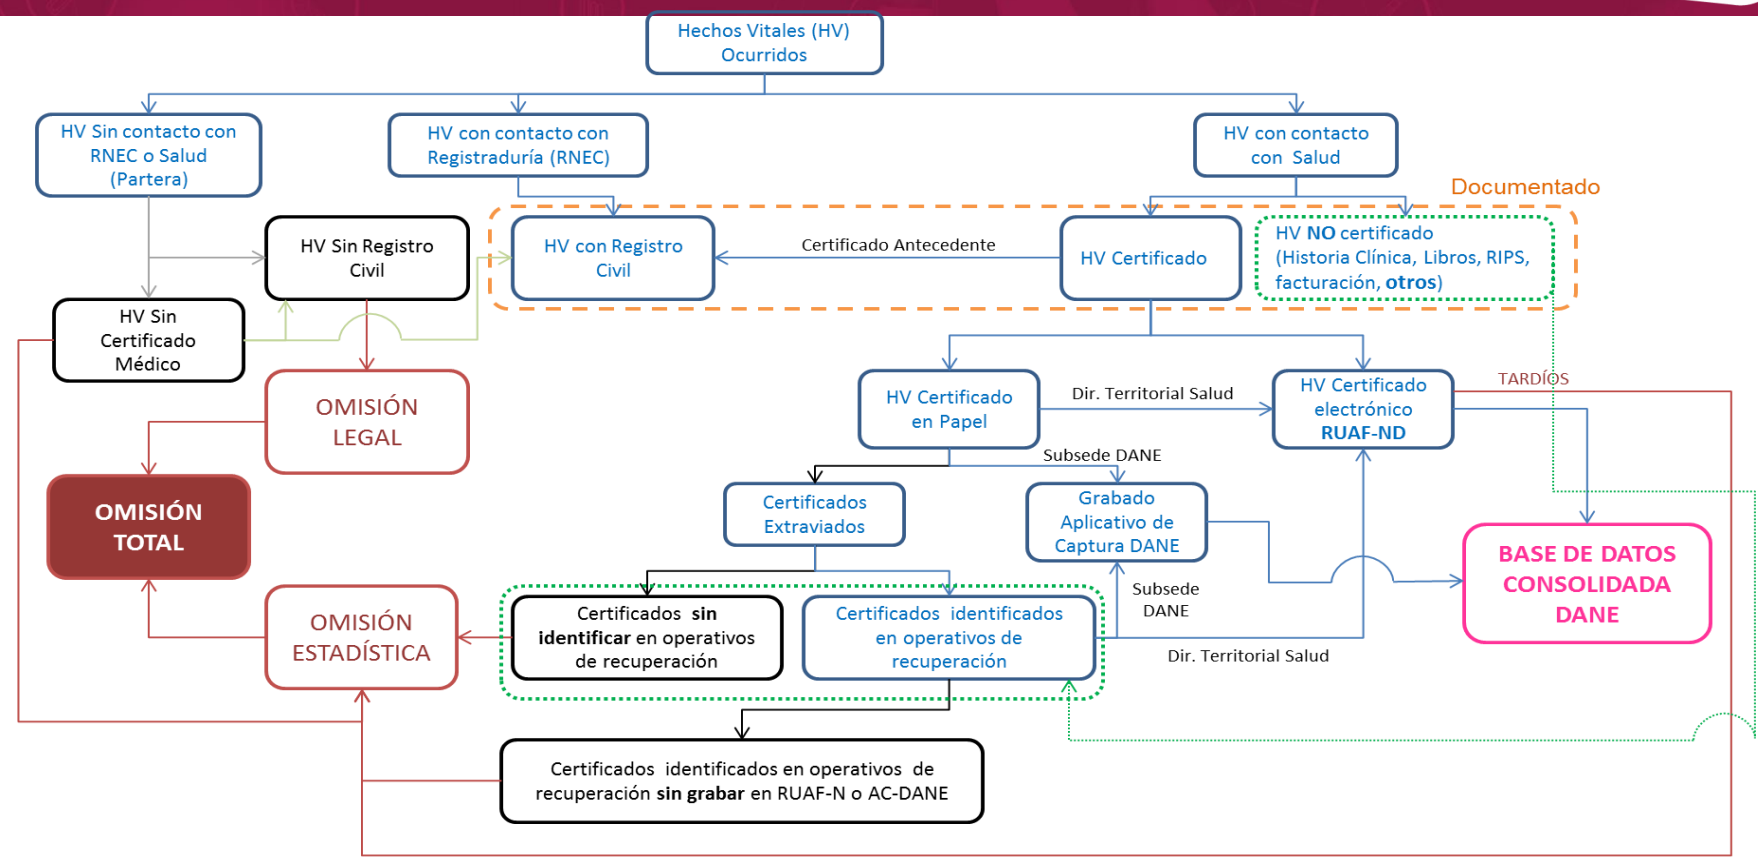 Hechos Vitales (HV)
Ocurridos
HV Sin contacto con
RNEC o Salud
(Partera)
HV con contacto con
Registraduría (RNEC)
HV con contacto
con Salud
Documentado
HV Sin Registro
Civil
HV con Registro
Civil
Certificado Antecedente
HV Certificado
HV NO certificado
(Historia Clínica, Libros, RIPS,
facturación, otros)
HV Sin
Certificado
Médico
OMISIÓN
LEGAL
HV Certificado
en Papel
Dir. Territorial Salud
HV Certificado
electrónico
RUAF-ND
TARDÍOS
Subsede DANE
OMISIÓN
TOTAL
Certificados
Extraviados
Grabado
Aplicativo de
Captura DANE
BASE DE DATOS
CONSOLIDADA
DANE
Subsede
DANE
OMISIÓN
ESTADÍSTICA
Certificados sin
identificar en operativos
de recuperación
Certificados identificados
en operativos de
recuperación
Dir. Territorial Salud
Certificados identificados en operativos de
recuperación sin grabar en RUAF-N o AC-DANE